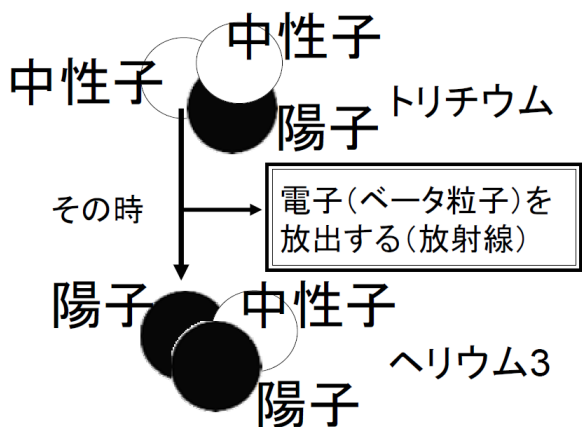 中性子
中性子
陽子
トリチウム
その時
電子(ベータ粒子)を
放出する(放射線)
陽子
中性子
ヘリウム3
陽子